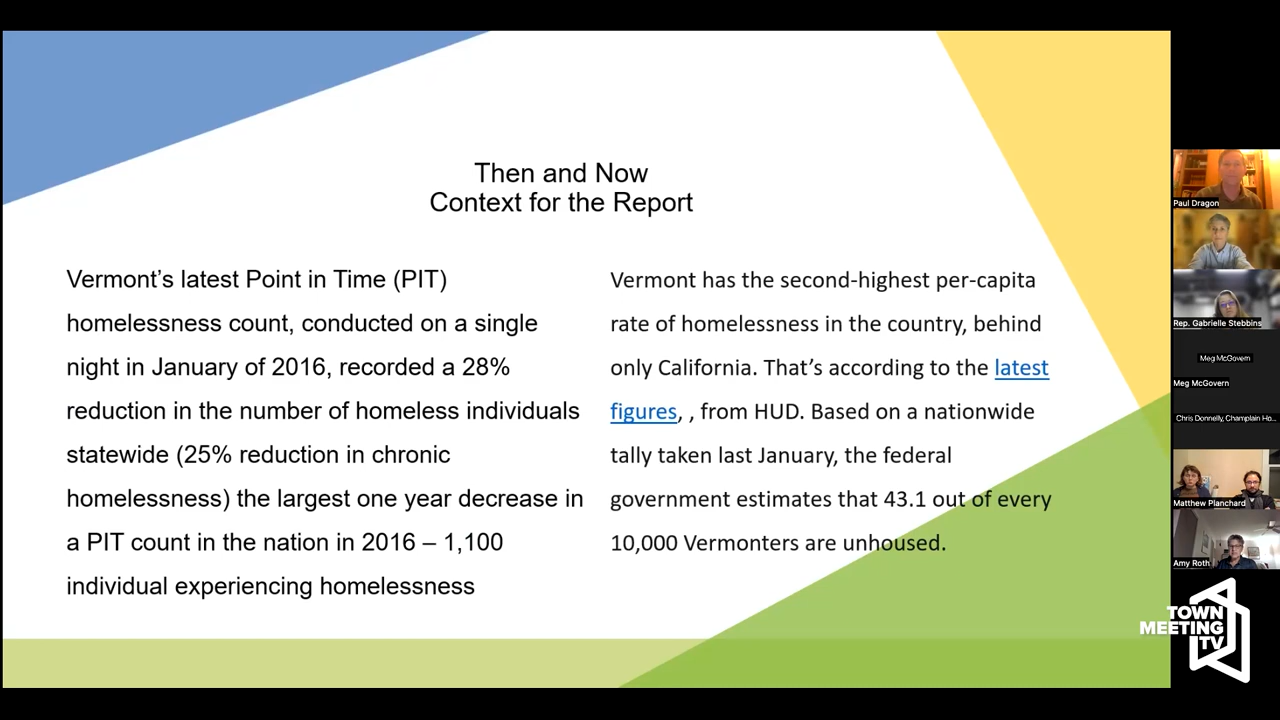 Then and Now
Context for the Report
Vermont’s latest Point in Time (PIT)
homelessness count, conducted on a single
night in January of 2016, recorded a 28%
reduction in the number of homeless individuals
statewide (25% reduction in chronic
homelessness) the largest one year decrease in
a PIT count in the nation in 2016 – 1,100
individual experiencing homelessness
Vermont has the second-highest per-capita
rate of homelessness in the country, behind
only California. That’s according to the latest
figures, , from HUD. Based on a nationwide
tally taken last January, the federal
government estimates that 43.1 out of every
10,000 Vermonters are unhoused.
Paul Dragon
Rep. Gabrielle Stebbins
Meg McGovern
Meg McGovern
Chris Donnelly, Champlain Ho...
Matthew Planchard
Amy Roth
TOWN
MEETING
TV